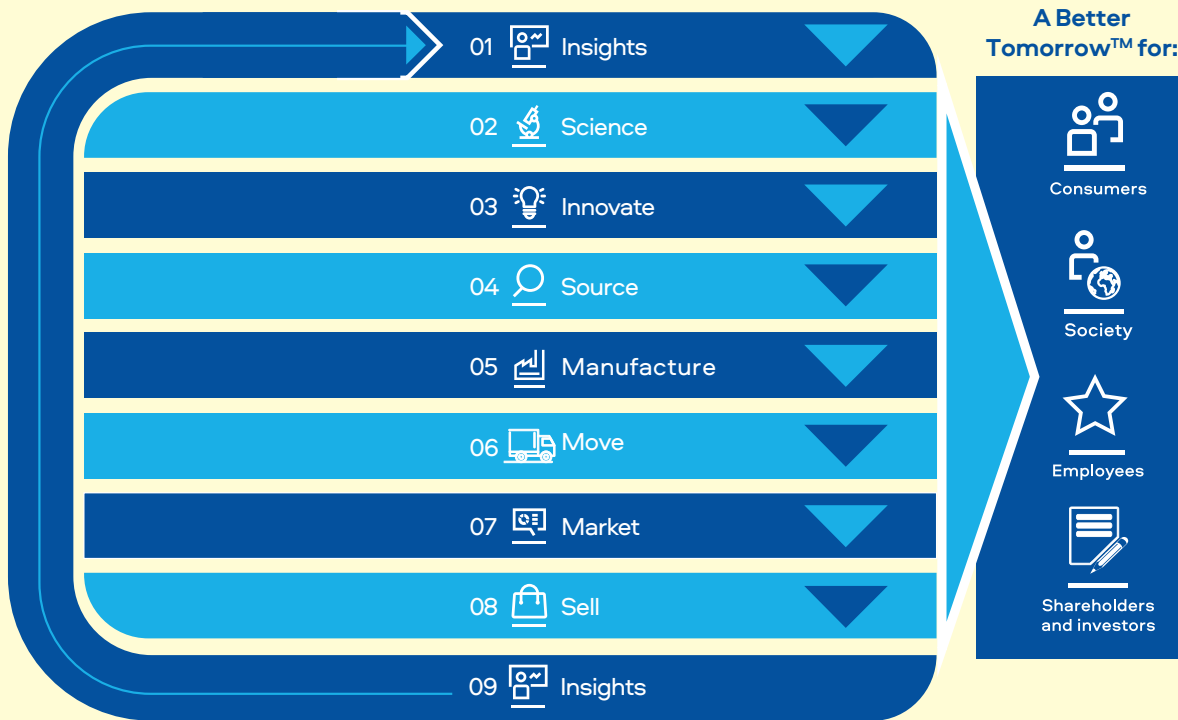 01 Insights
02 Science
03 Innovate
04 Source
05 Manufacture
06 Move
07 Market
08 Sell
09 Insights
A Better
Tomorrow™ for:
Consumers
Society
Employees
Shareholders
and investors